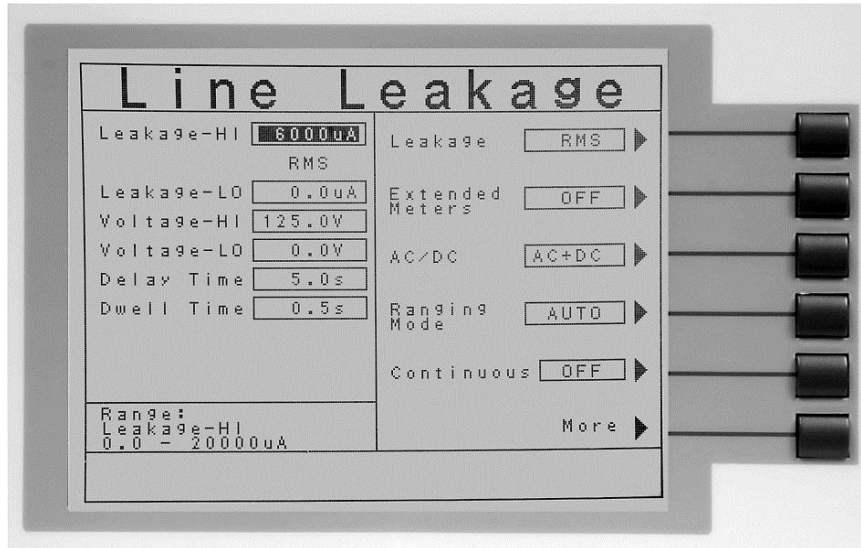 Line Leakage
Leakage-HI 6000uA
RMS
Leakage-LO 0.0uA
Voltage-HI 125.0V
Voltage-LO 0.0V
Delay Time 5.0s
Dwell Time 0.5s
Range:
Leakage-HI
0.0 - 20000uA
Leakage RMS
Extended
Meters OFF
AC/DC AC+DC
Ranging
Mode AUTO
Continuous OFF
More